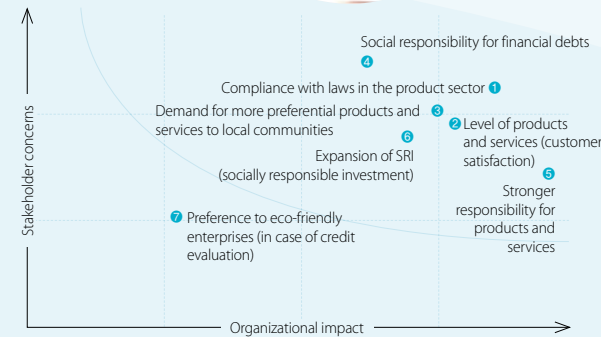 Social responsibility for financial debts
4
Compliance with laws in the product sector 1
Demand for more preferential products and 3
services to local communities
2 Level of products
and services (customer
satisfaction)
6
Expansion of SRI
(socially responsible investment)
5
Stronger
responsibility for
products and
services
7 Preference to eco-friendly
enterprises (in case of credit
evaluation)
Stakeholder concerns
Organizational impact